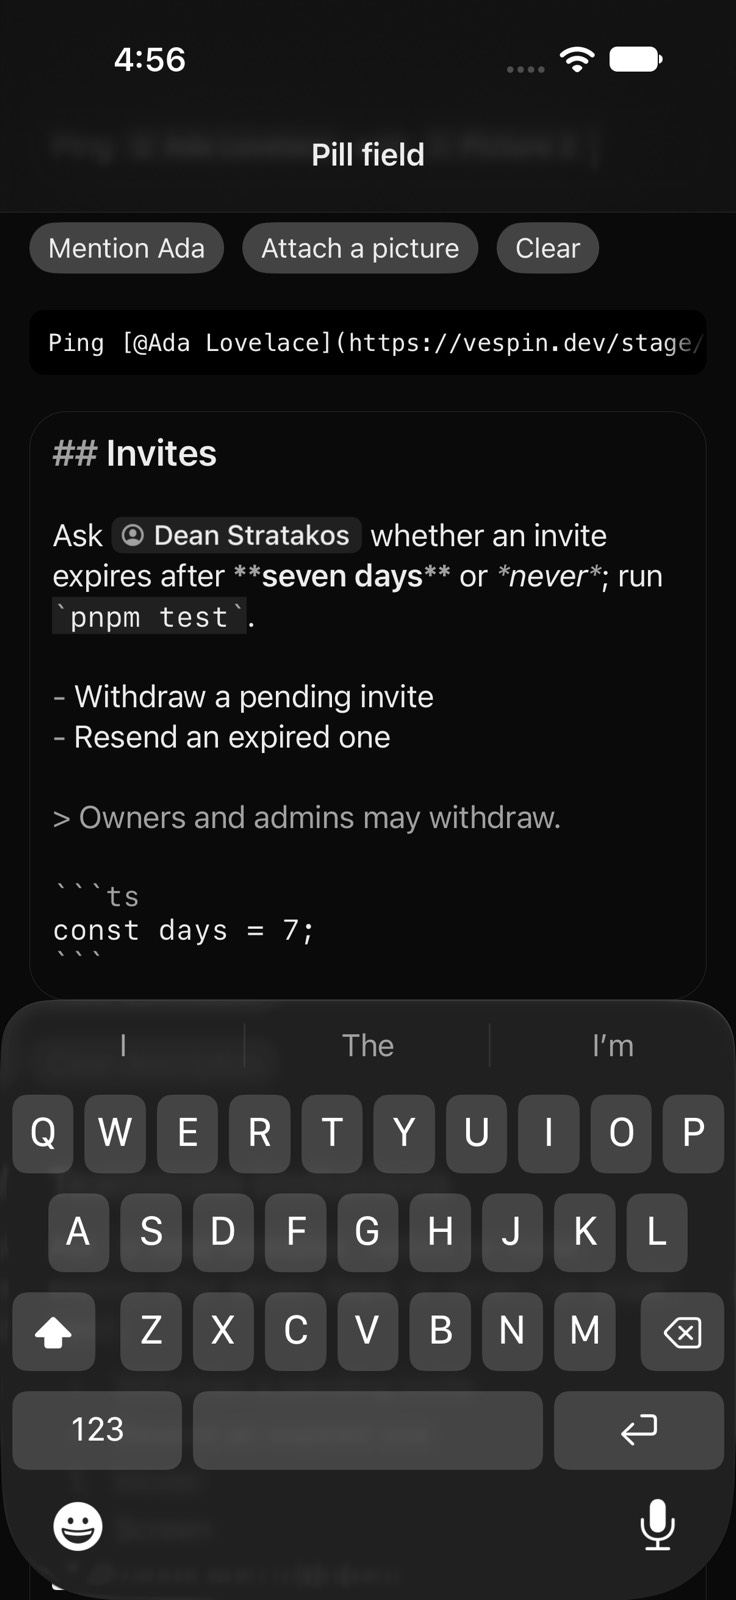 4:56
Pill field
Mention Ada
Attach a picture
Clear
Ping [@Ada Lovelace](https://vespin.dev/stage/
## Invites
Ask Dean Stratakos whether an invite
expires after **seven days** or *never*; run
`pnpm test`.
- Withdraw a pending invite
- Resend an expired one
> Owners and admins may withdraw.
```ts
const days = 7;
```
I The I’m
Q W E R T Y U I O P
A S D F G H J K L
Z X C V B N M
123